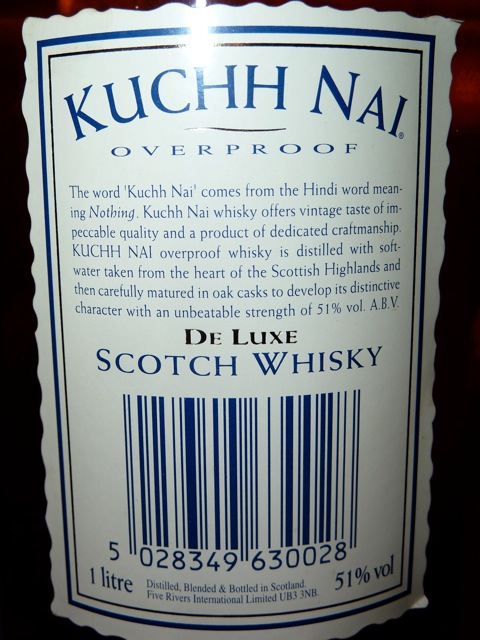 KUCHH NAI®
OVERPROOF
The word 'Kuchh Nai' comes from the Hindi word mean-
ing Nothing. Kuchh Nai whisky offers vintage taste of im-
peccable quality and a product of dedicated craftmanship.
KUCHH NAI overproof whisky is distilled with soft-
water taken from the heart of the Scottish Highlands and
then carefully matured in oak casks to develop its distinctive
character with an unbeatable strength of 51% vol. A.B.V.
DE LUXE
SCOTCH WHISKY
5 028349 630028
1 litre
Distilled, Blended & Bottled in Scotland.
Five Rivers International Limited UB3 3NB.
51% vol